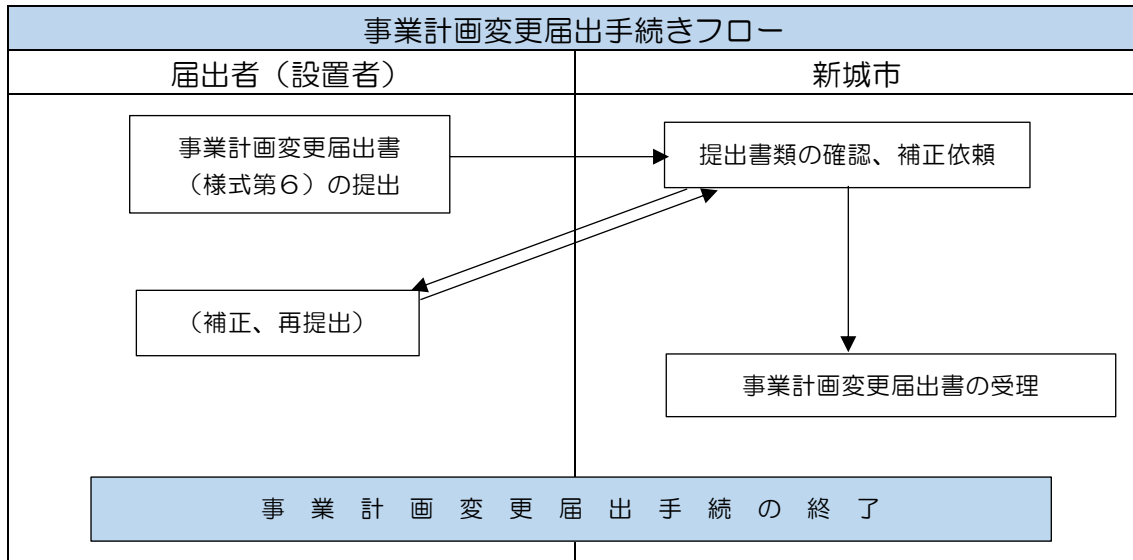 事業計画変更届出手続きフロー
届出者（設置者）
新城市
事業計画変更届出書
（様式第６）の提出
提出書類の確認、補正依頼
（補正、再提出）
事業計画変更届出書の受理
事業計画変更届出手続の終了